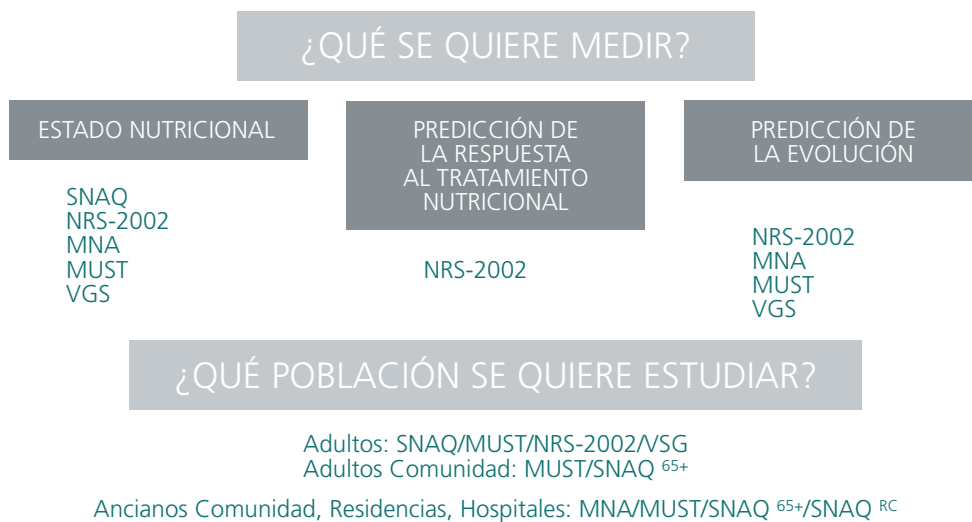 ¿QUÉ SE QUIERE MEDIR?
ESTADO NUTRICIONAL
SNAQ
NRS-2002
MNA
MUST
VGS
PREDICCIÓN DE
LA RESPUESTA
AL TRATAMIENTO
NUTRICIONAL
NRS-2002
PREDICCIÓN DE
LA EVOLUCIÓN
NRS-2002
MNA
MUST
VGS
¿QUÉ POBLACIÓN SE QUIERE ESTUDIAR?
Adultos: SNAQ/MUST/NRS-2002/VSG
Adultos Comunidad: MUST/SNAQ 65+
Ancianos Comunidad, Residencias, Hospitales: MNA/MUST/SNAQ 65+/SNAQ RC